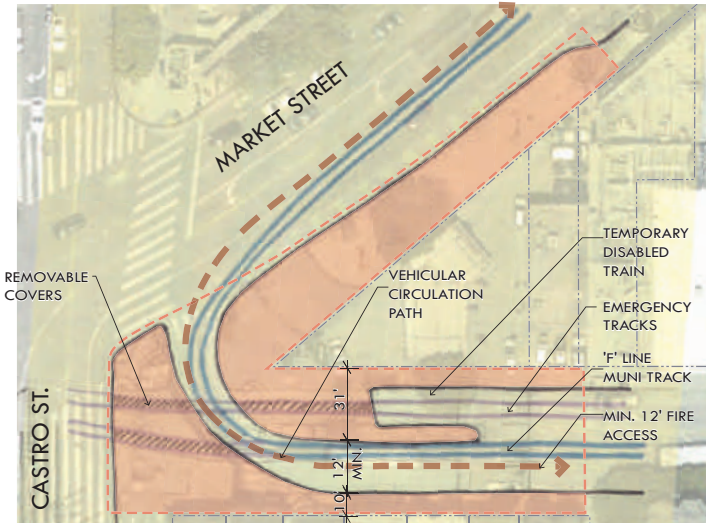 MARKET STREET
REMOVABLE
COVERS
VEHICULAR
CIRCULATION
PATH
TEMPORARY
DISABLED
TRAIN
EMERGENCY
TRACKS
'F' LINE
MUNI TRACK
MIN. 12' FIRE
ACCESS
CASTRO ST.
31'
12'
MIN.
10'